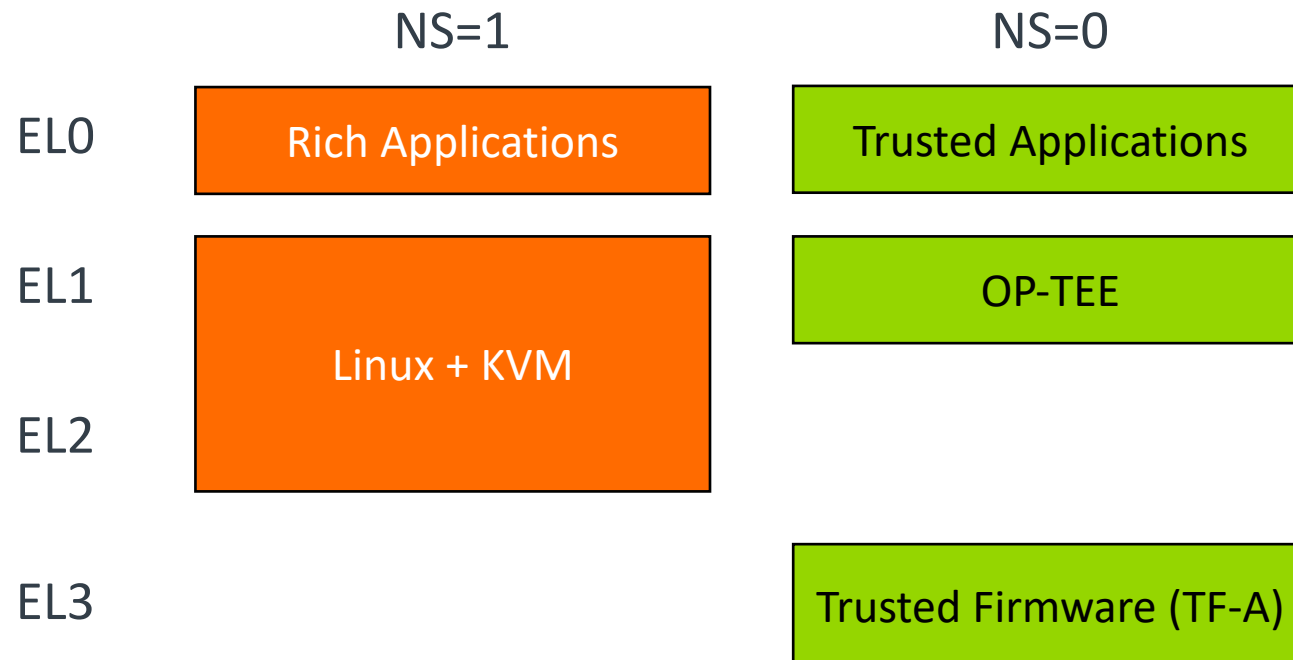 NS=1
NS=0
EL0
Rich Applications
Trusted Applications
EL1
OP-TEE
Linux + KVM
EL2
EL3
Trusted Firmware (TF-A)